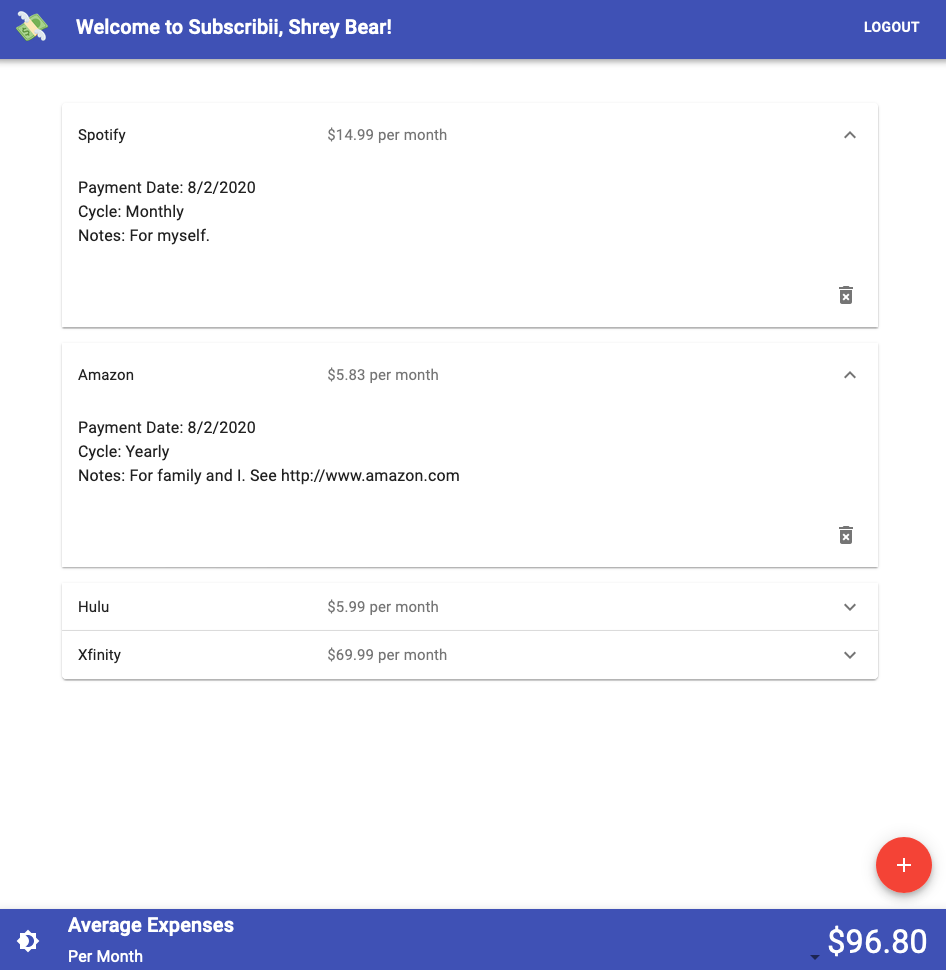 Welcome to Subscribii, Shrey Bear!
LOGOUT
Spotify
$14.99 per month
Payment Date: 8/2/2020
Cycle: Monthly
Notes: For myself.
Amazon
$5.83 per month
Payment Date: 8/2/2020
Cycle: Yearly
Notes: For family and I. See http://www.amazon.com
Hulu
$5.99 per month
Xfinity
$69.99 per month
Average Expenses
Per Month
$96.80